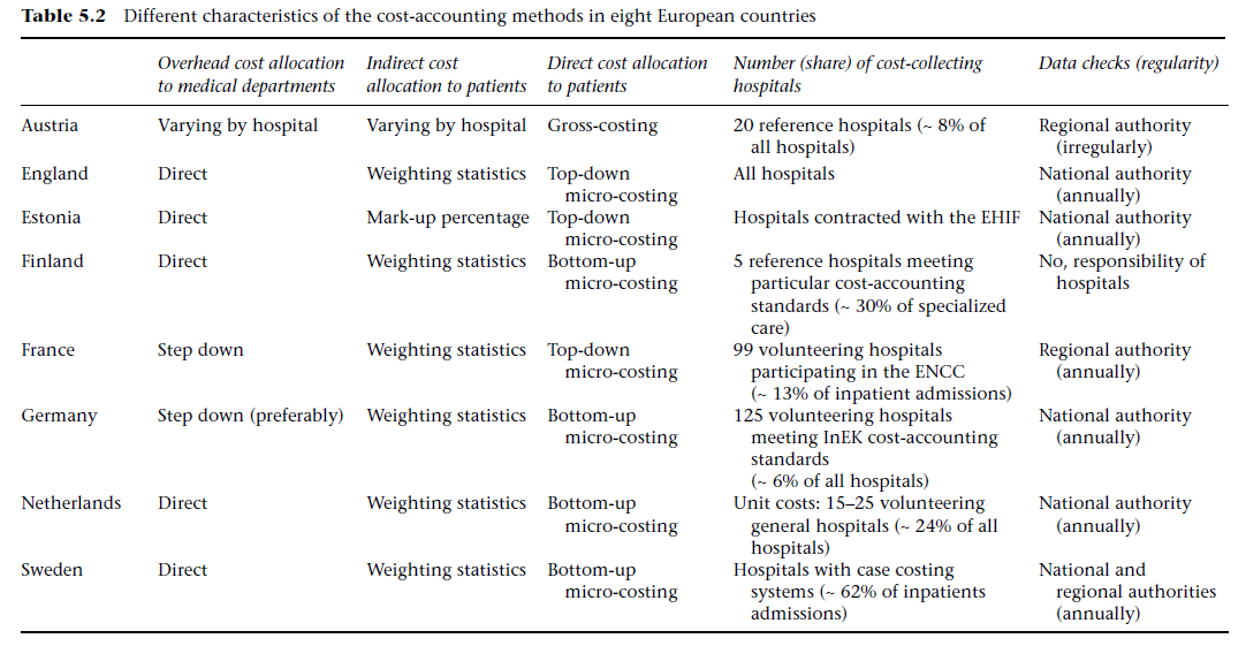 Table 5.2 Different characteristics of the cost-accounting methods in eight European countries
Overhead cost allocation to medical departments
Indirect cost allocation to patients
Direct cost allocation to patients
Number (share) of cost-collecting hospitals
Data checks (regularity)
Austria
Varying by hospital
Varying by hospital
Gross-costing
20 reference hospitals (~ 8% of
all hospitals)
Regional authority
(irregularly)
England
Direct
Weighting statistics
Top-down
micro-costing
All hospitals
National authority
(annually)
Estonia
Direct
Mark-up percentage
Top-down
micro-costing
Hospitals contracted with the EHIF
National authority
(annually)
Finland
Direct
Weighting statistics
Bottom-up
micro-costing
5 reference hospitals meeting
particular cost-accounting
standards (~ 30% of specialized
care)
No, responsibility of
hospitals
France
Step down
Weighting statistics
Top-down
micro-costing
99 volunteering hospitals
participating in the ENCC
(~ 13% of inpatient admissions)
Regional authority
(annually)
Germany
Step down (preferably)
Weighting statistics
Bottom-up
micro-costing
125 volunteering hospitals
meeting InEK cost-accounting
standards
(~ 6% of all hospitals)
National authority
(annually)
Netherlands
Direct
Weighting statistics
Bottom-up
micro-costing
Unit costs: 15–25 volunteering
general hospitals (~ 24% of all
hospitals)
National authority
(annually)
Sweden
Direct
Weighting statistics
Bottom-up
micro-costing
Hospitals with case costing
systems (~ 62% of inpatients
admissions)
National and
regional authorities
(annually)